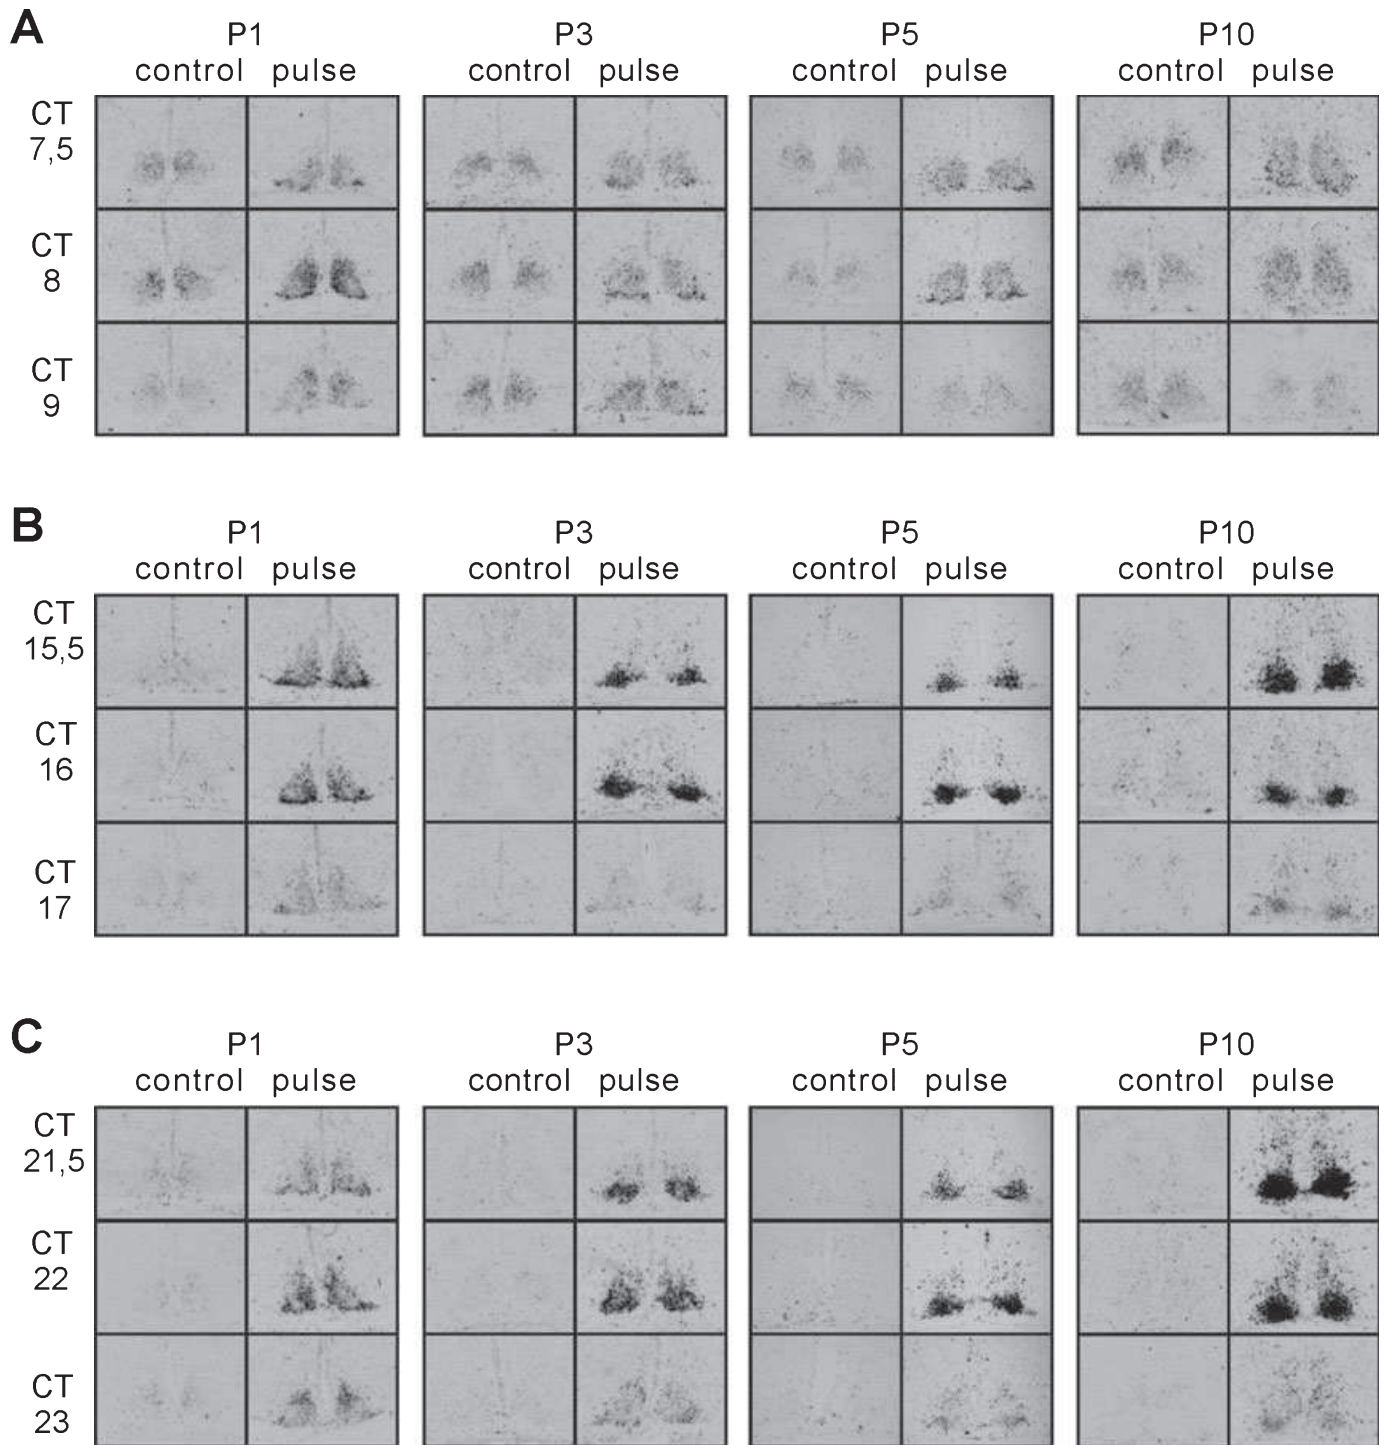 A
P1 P3 P5 P10
control pulse control pulse control pulse control pulse
CT
7,5
CT
8
CT
9
B
P1 P3 P5 P10
control pulse control pulse control pulse control pulse
CT
15,5
CT
16
CT
17
C
P1 P3 P5 P10
control pulse control pulse control pulse control pulse
CT
21,5
CT
22
CT
23